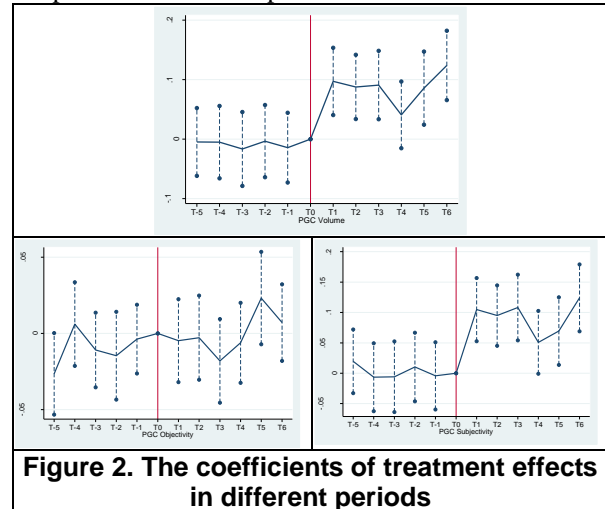 .2
.1
0
-.1
T-5 T-4 T-3 T-2 T-1 T0 T1 T2 T3 T4 T5 T6
PGC Volume
.05
0
-.05
T-5 T-4 T-3 T-2 T-1 T0 T1 T2 T3 T4 T5 T6
PGC Objectivity
.2
.15
.1
.05
0
-.05
T-5 T-4 T-3 T-2 T-1 T0 T1 T2 T3 T4 T5 T6
PGC Subjectivity
Figure 2. The coefficients of treatment effects
in different periods